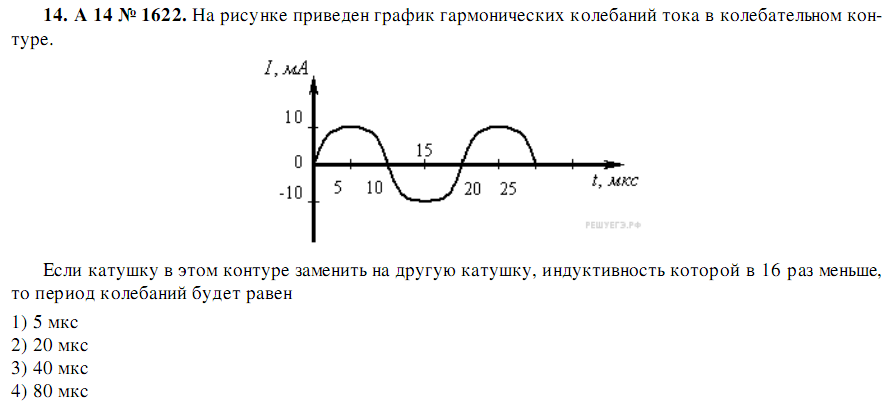 14. А 14 № 1622. На рисунке приведен график гармонических колебаний тока в колебательном кон-
туре.
I, мА
10
15
0
-10
5
10
20
25
t, мкс
РЕШУЕГЭ.РФ
Если катушку в этом контуре заменить на другую катушку, индуктивность которой в 16 раз меньше,
то период колебаний будет равен
1) 5 мкс
2) 20 мкс
3) 40 мкс
4) 80 мкс